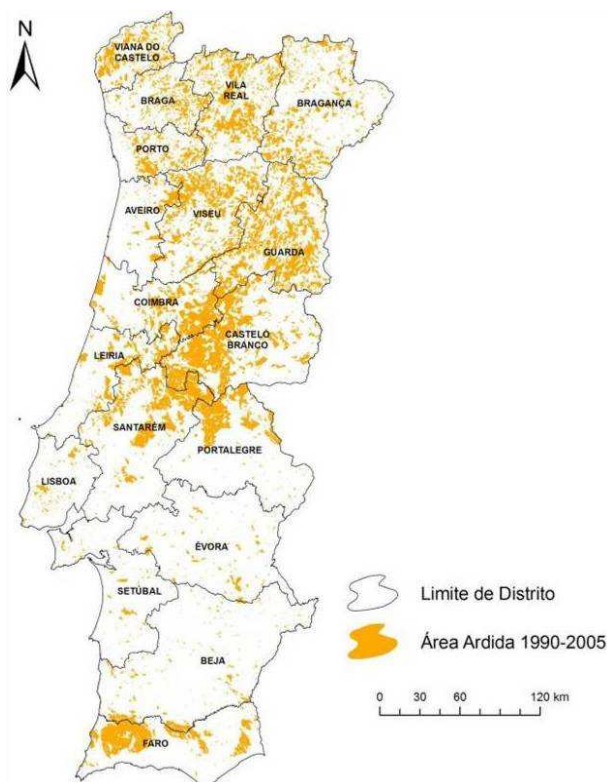 N
VIANA DO
CASTELO
BRAGA
VILA
REAL
BRAGANÇA
PORTO
AVEIRO
VISEU
GUARDA
COIMBRA
CASTELO
BRANCO
LEIRIA
SANTARÉM
PORTALEGRE
LISBOA
ÉVORA
SETÚBAL
BEJA
FARO
Limite de Distrito
Área Ardida 1990-2005
0 30 60 120 km